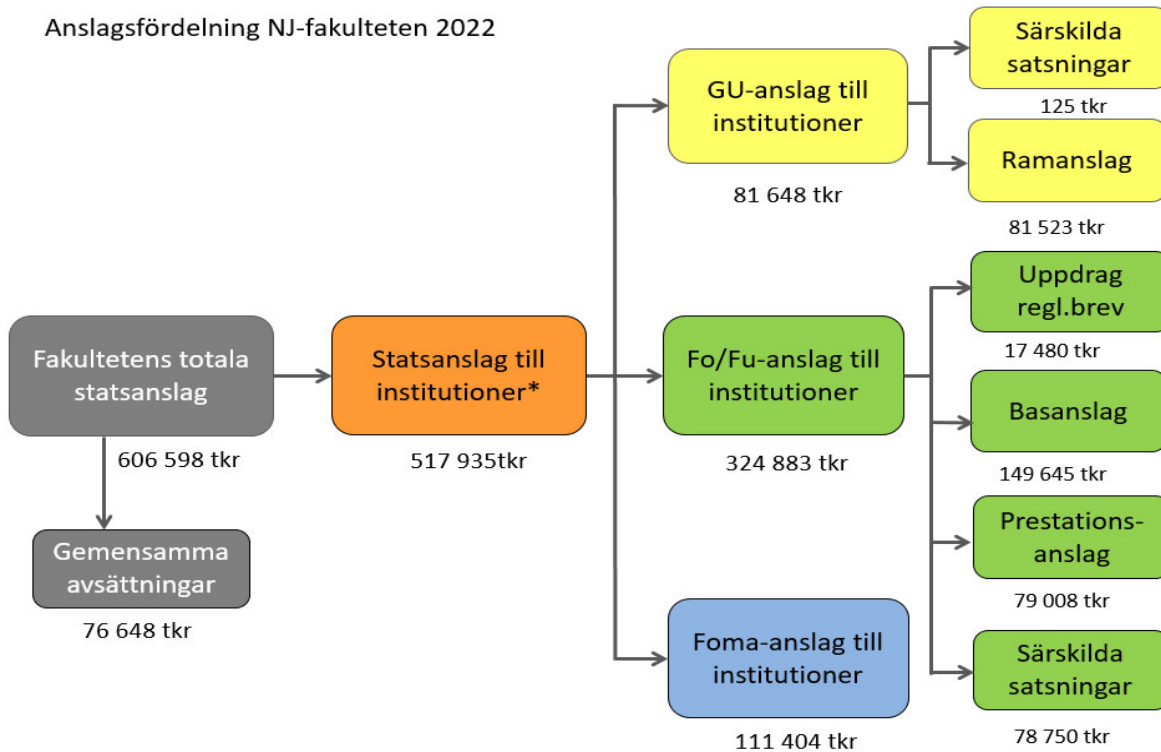 Anslagsfördelning NJ-fakulteten 2022
Fakultetens totala
statsanslag
606 598 tkr
Gemensamma
avsättningar
76 648 tkr
Statsanslag till
institutioner*
517 935tkr
GU-anslag till
institutioner
81 648 tkr
Särskilda
satsningar
125 tkr
Ramanslag
81 523 tkr
Fo/Fu-anslag till
institutioner
324 883 tkr
Uppdrag
regl.brev
17 480 tkr
Basanslag
149 645 tkr
Prestations-
anslag
79 008 tkr
Särskilda
satsningar
78 750 tkr
Foma-anslag till
institutioner
111 404 tkr